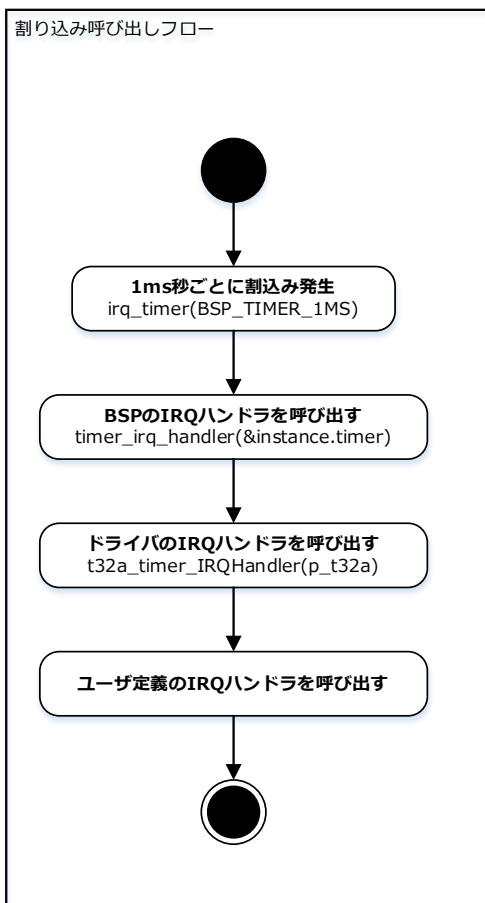 割り込み呼び出しフロー
1ms秒ごとに割込み発生
irq_timer(BSP_TIMER_1MS)
BSPのIRQハンドラを呼び出す
timer_irq_handler(&instance.timer)
ドライバのIRQハンドラを呼び出す
t32a_timer_IRQHandler(p_t32a)
ユーザ定義のIRQハンドラを呼び出す